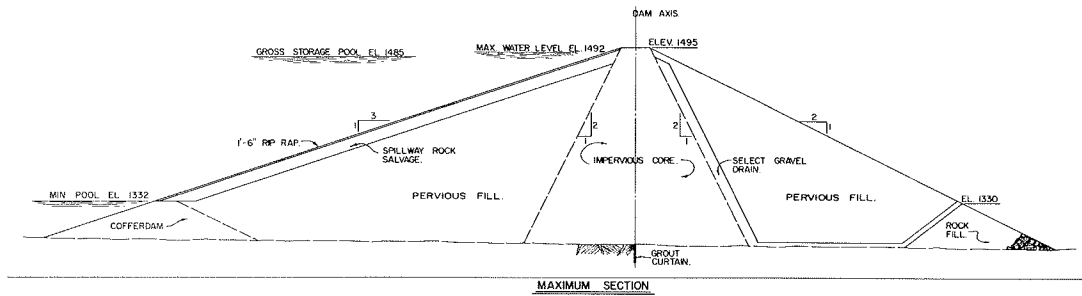 DAM AXIS.
GROSS STORAGE POOL EL. 1485
MAX. WATER LEVEL EL. 1492
ELEV. 1495
3
1
2
1
2
1
2
1
1'-6" RIP RAP.
SPILLWAY ROCK
SALVAGE.
IMPERVIOUS CORE.
SELECT GRAVEL
DRAIN.
MIN POOL EL 1332
PERVIOUS FILL.
PERVIOUS FILL.
EL. 1330
COFFERDAM
ROCK
FILL.
GROUT
CURTAIN.
MAXIMUM SECTION